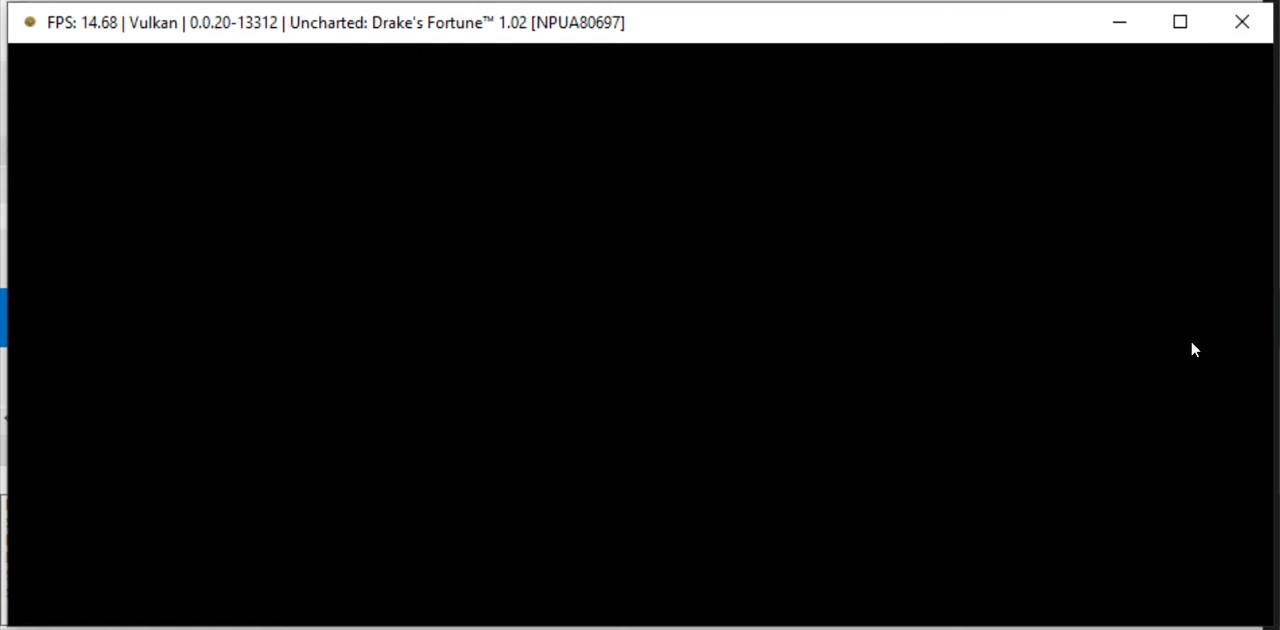 FPS: 14.68 | Vulkan | 0.0.20-13312 | Uncharted: Drake's Fortune™ 1.02 [NPUA80697]